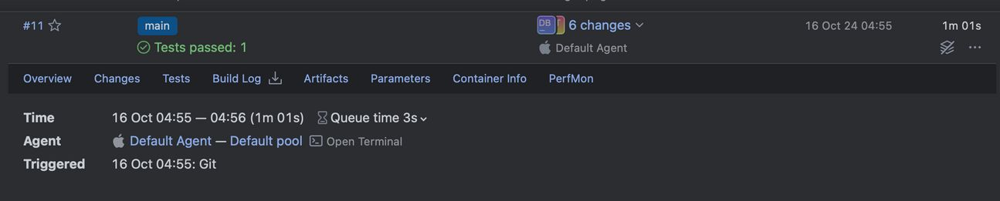 #11 main DB 6 changes 16 Oct 24 04:55 1m 01s
Tests passed: 1 Default Agent
Overview Changes Tests Build Log Artifacts Parameters Container Info PerfMon
Time 16 Oct 04:55 — 04:56 (1m 01s) Queue time 3s
Agent Default Agent — Default pool Open Terminal
Triggered 16 Oct 04:55: Git